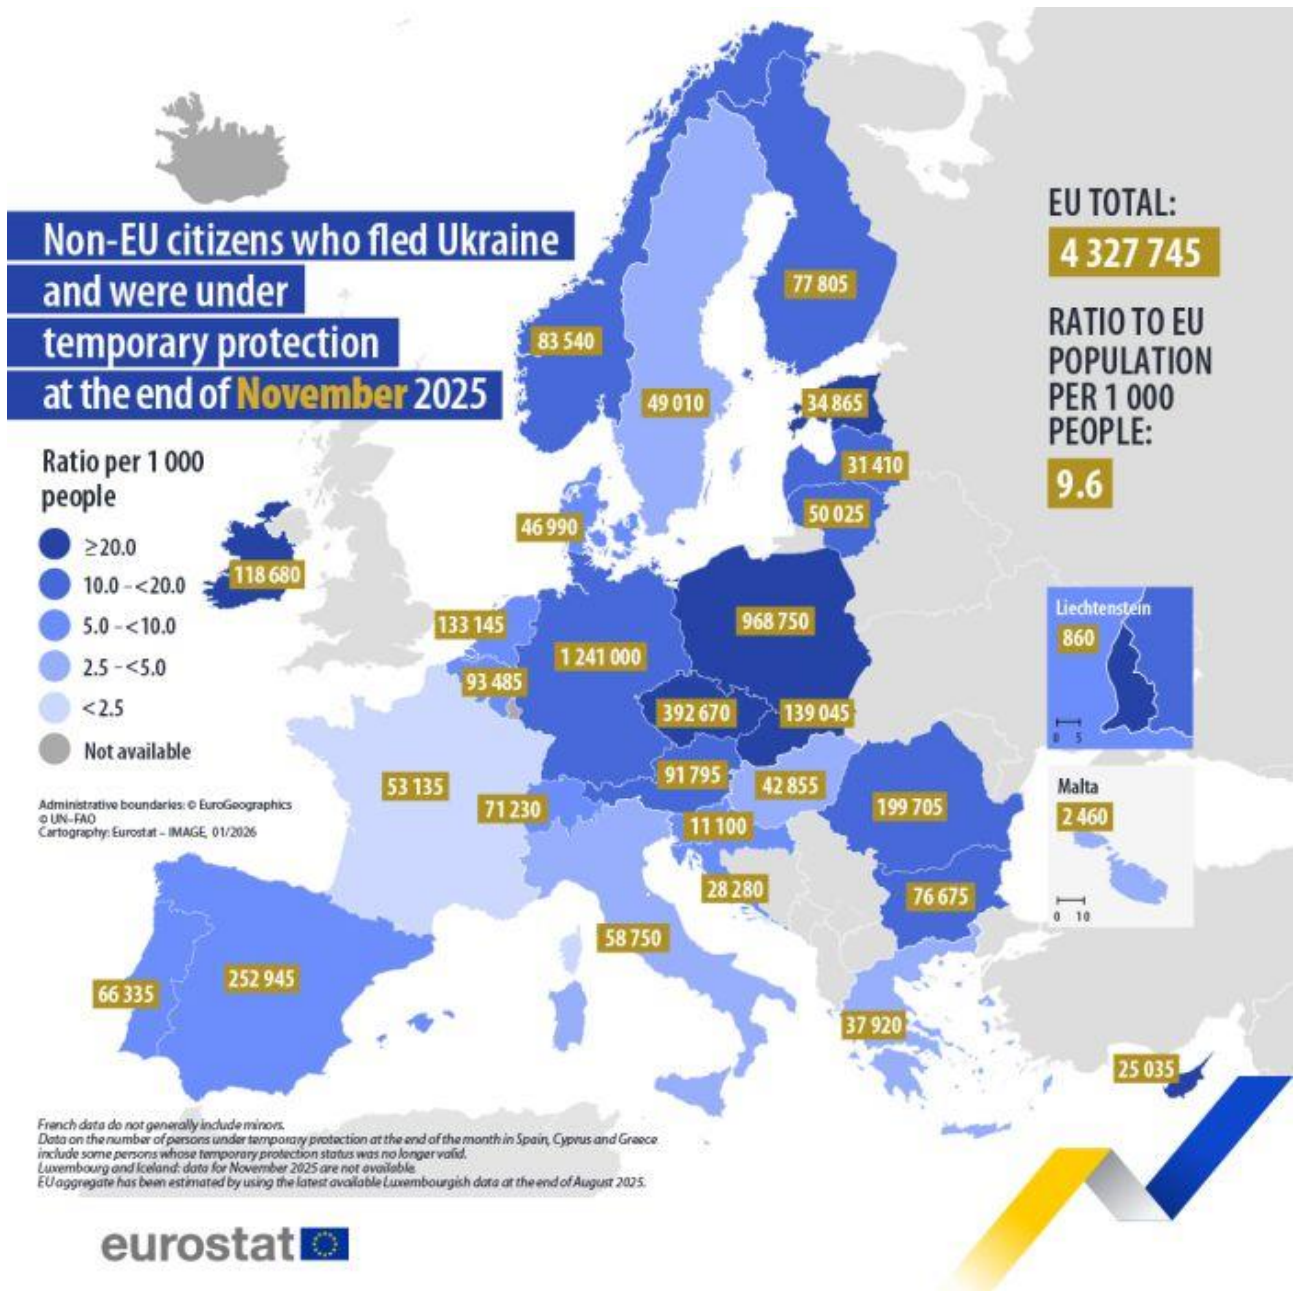 Non-EU citizens who fled Ukraine
and were under
temporary protection
at the end of November 2025
EU TOTAL:
4 327 745
RATIO TO EU
POPULATION
PER 1 000
PEOPLE:
9.6
Ratio per 1 000
people
≥20.0
10.0 –<20.0
5.0 –<10.0
2.5 –<5.0
<2.5
Not available
Administrative boundaries: © EuroGeographics
© UN–FAO
Cartography: Eurostat – IMAGE, 01/2026
77 805
83 540
49 010
34 865
31 410
50 025
46 990
118 680
133 145
968 750
1 241 000
93 485
392 670
139 045
91 795
42 855
53 135
71 230
199 705
11 100
28 280
76 675
58 750
252 945
66 335
37 920
25 035
Liechtenstein
860
0 5
Malta
2 460
0 10
French data do not generally include minors.
Data on the number of persons under temporary protection at the end of the month in Spain, Cyprus and Greece
include some persons whose temporary protection status was no longer valid.
Luxembourg and Iceland: data for November 2025 are not available.
EU aggregate has been estimated by using the latest available Luxembourgish data at the end of August 2025.
eurostat